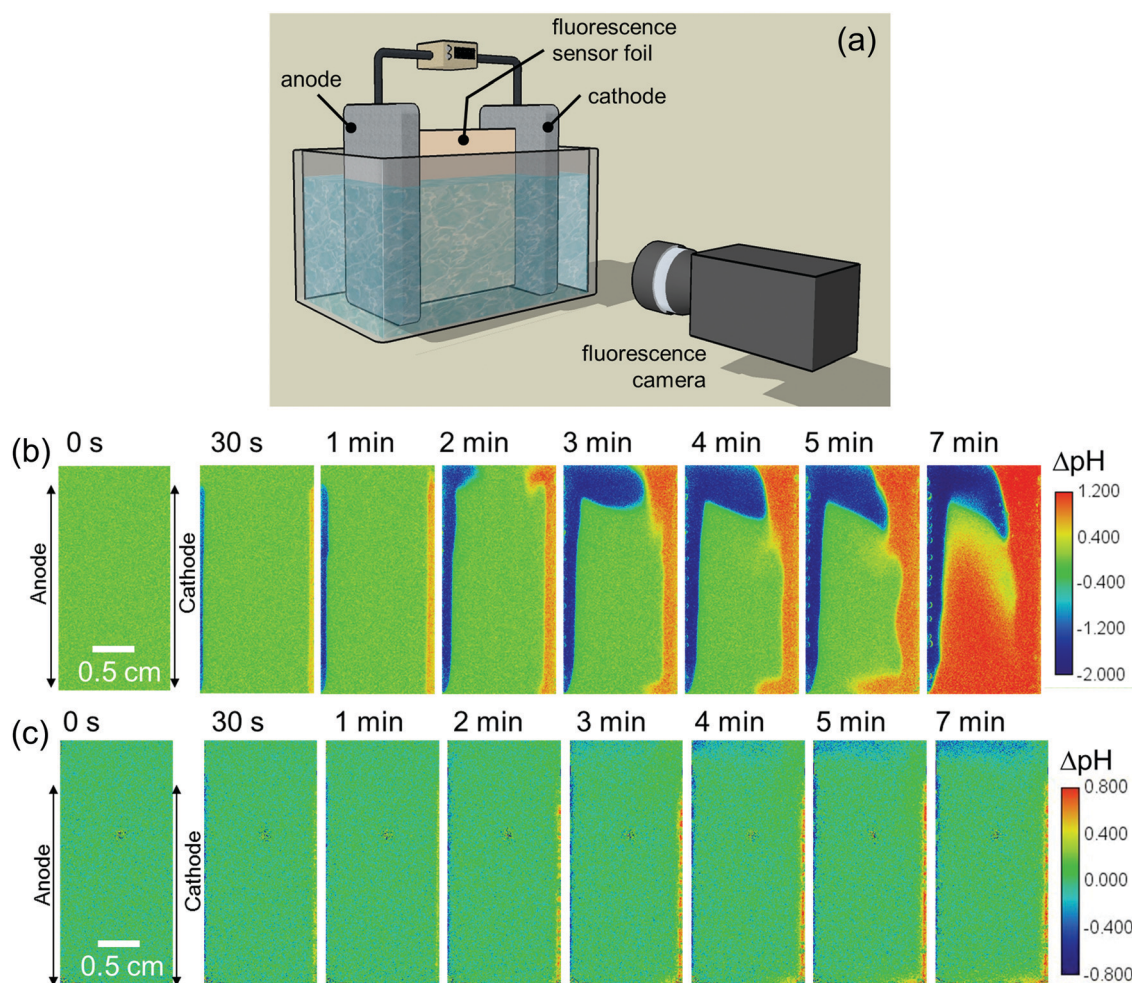 (a)
fluorescence
sensor foil
anode
cathode
fluorescence
camera
(b)
0 s 30 s 1 min 2 min 3 min 4 min 5 min 7 min
ΔpH
1.200
0.400
-0.400
-1.200
-2.000
Anode
Cathode
0.5 cm
(c)
0 s 30 s 1 min 2 min 3 min 4 min 5 min 7 min
ΔpH
0.800
0.400
0.000
-0.400
-0.800
Anode
Cathode
0.5 cm